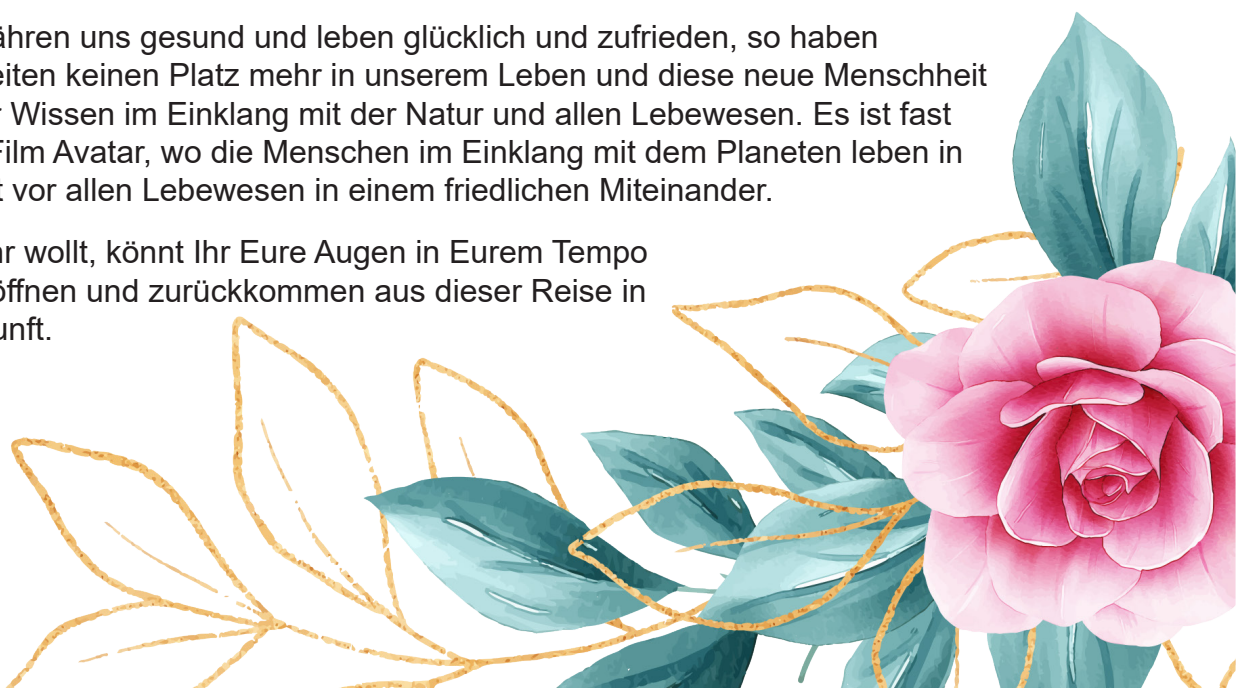 ähren uns gesund und leben glücklich und zufrieden, so haben
eiten keinen Platz mehr in unserem Leben und diese neue Menschheit
r Wissen im Einklang mit der Natur und allen Lebewesen. Es ist fast
Film Avatar, wo die Menschen im Einklang mit dem Planeten leben in
t vor allen Lebewesen in einem friedlichen Miteinander.
hr wollt, könnt Ihr Eure Augen in Eurem Tempo
öffnen und zurückkommen aus dieser Reise in
unft.